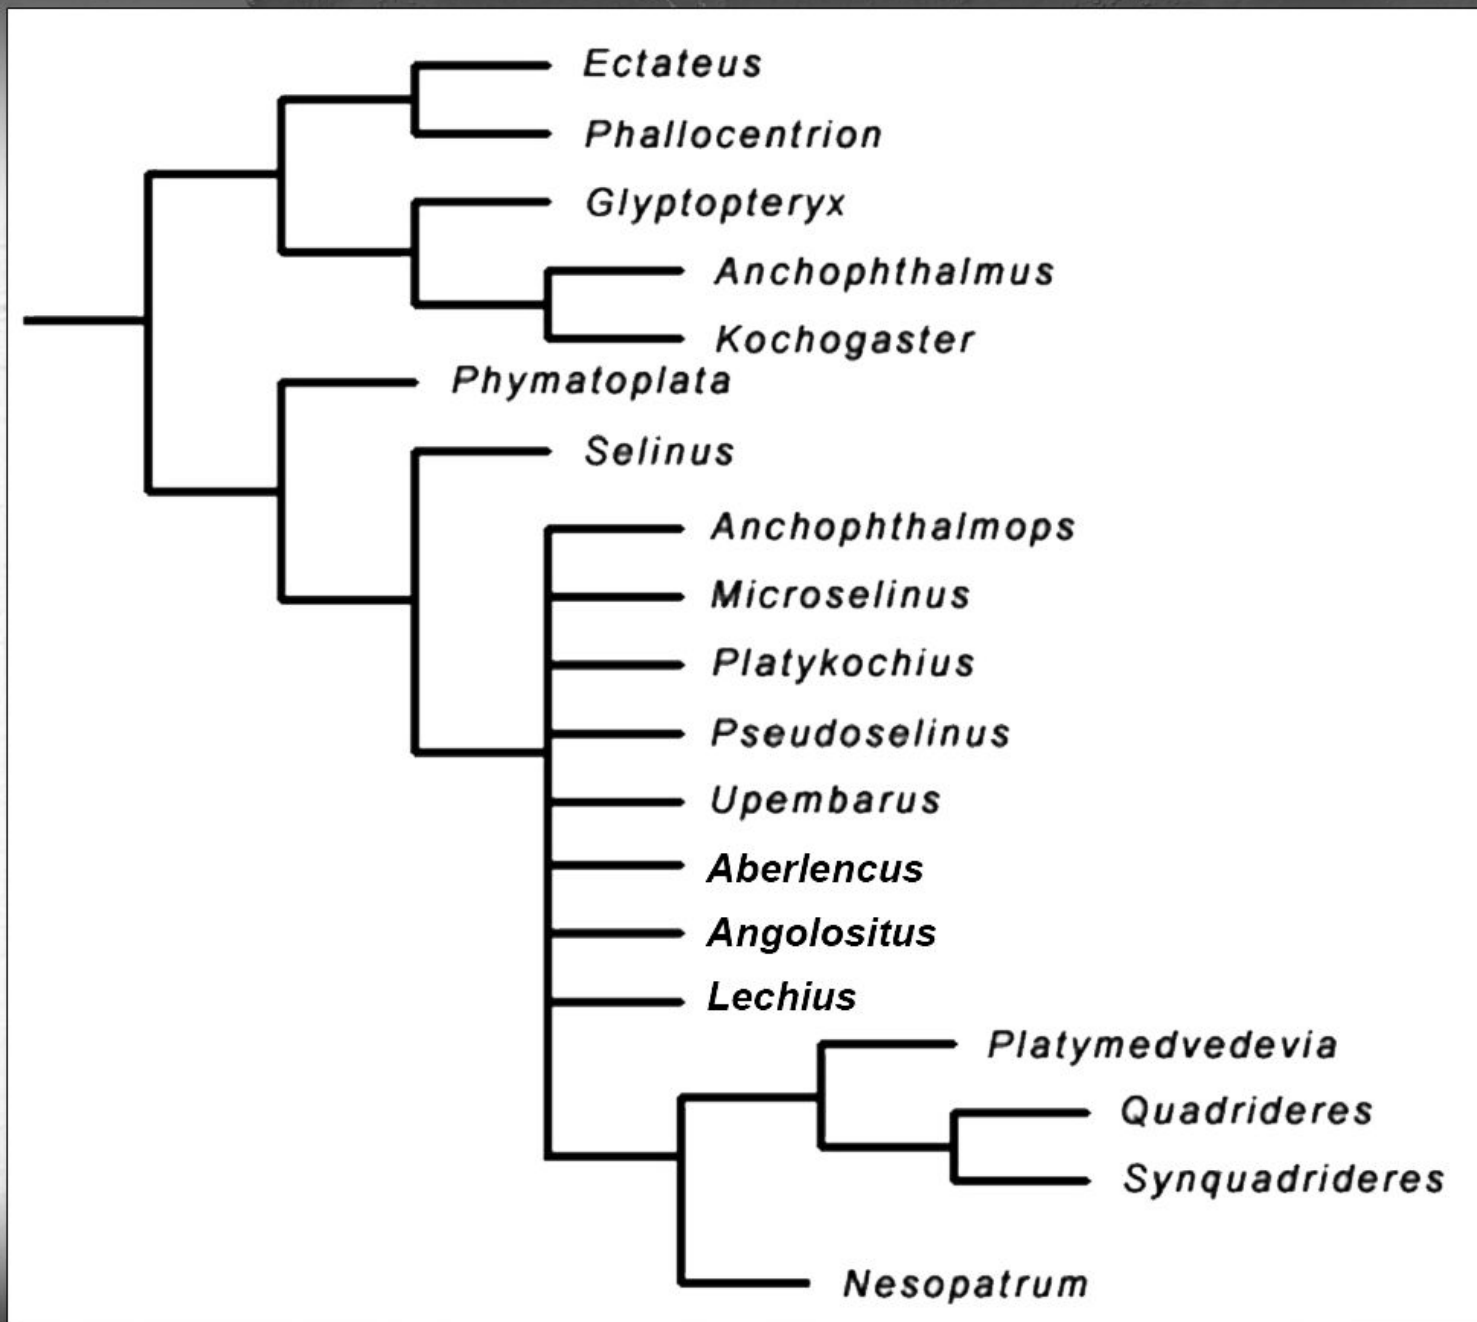 Ectateus
Phallocentrion
Glyptopteryx
Anchophthalmus
Kochogaster
Phymatoplata
Selinus
Anchophthalmops
Microselinus
Platykochius
Pseudoselinus
Upembarus
Aberlencus
Angolositus
Lechius
Platymedvedevia
Quadrideres
Synquadrideres
Nesopatrum